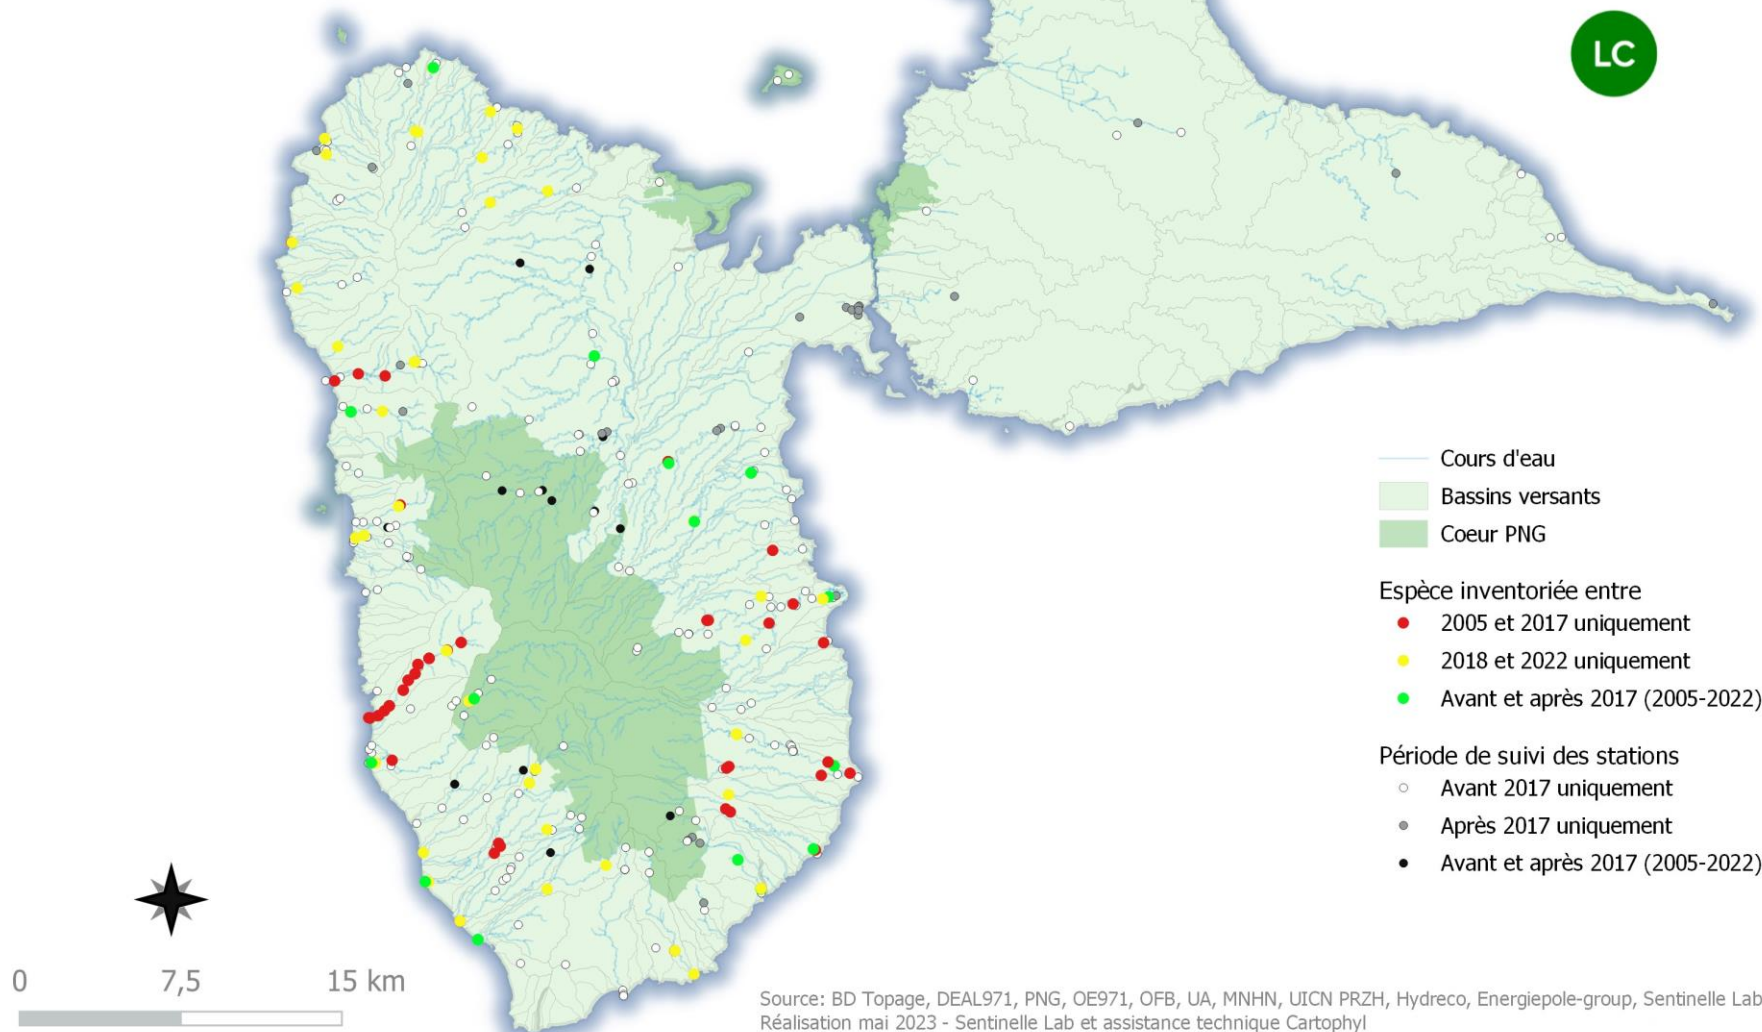 LC
Cours d'eau
Bassins versants
Coeur PNG
Espèce inventoriée entre
2005 et 2017 uniquement
2018 et 2022 uniquement
Avant et après 2017 (2005-2022)
Période de suivi des stations
Avant 2017 uniquement
Après 2017 uniquement
Avant et après 2017 (2005-2022)
0 7,5 15 km
Source: BD Topage, DEAL971, PNG, OE971, OFB, UA, MNHN, UICN PRZH, Hydreco, Energiepole-group, Sentinelle Lab
Réalisation mai 2023 - Sentinelle Lab et assistance technique Cartophyl